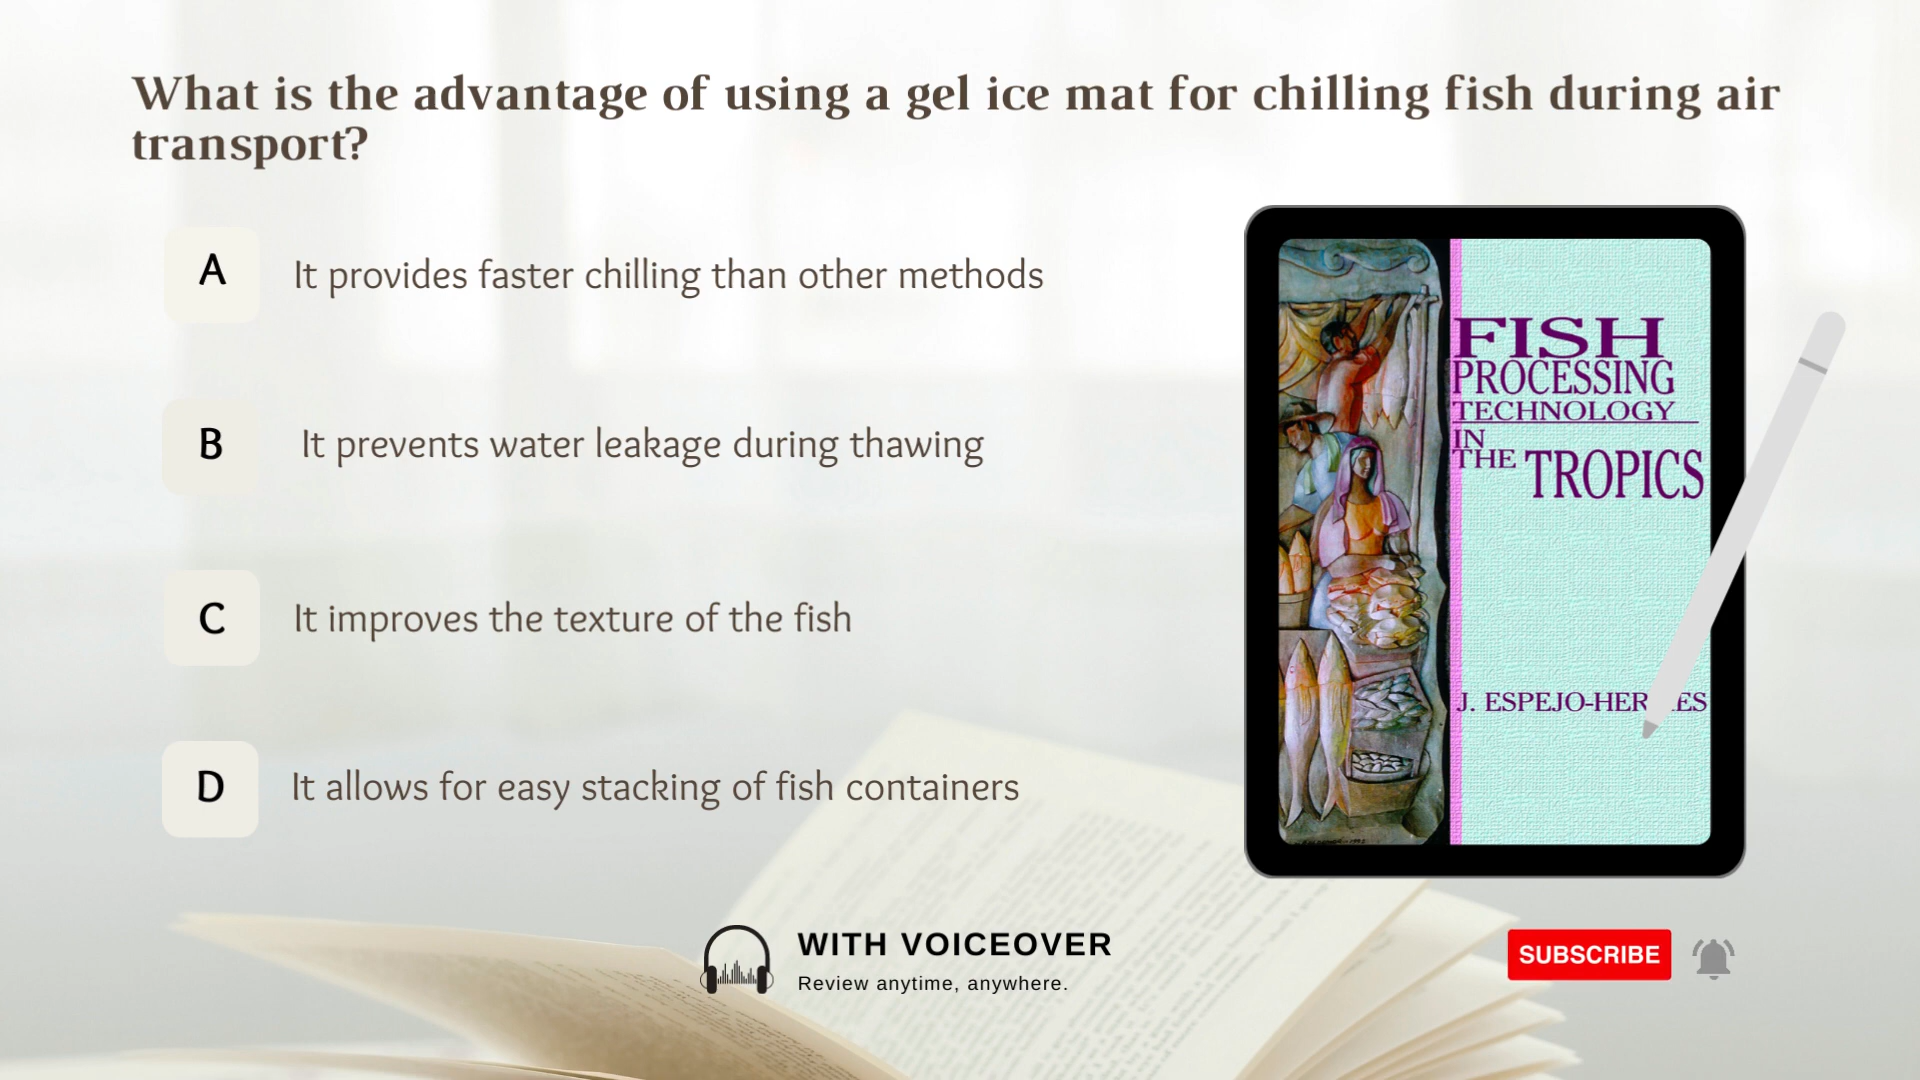 What is the advantage of using a gel ice mat for chilling fish during air
transport?
A
It provides faster chilling than other methods
B
It prevents water leakage during thawing
C
It improves the texture of the fish
D
It allows for easy stacking of fish containers
FISH
PROCESSING
TECHNOLOGY
IN
THE TROPICS
J. ESPEJO-
WITH VOICEOVER
Review anytime, anywhere.
SUBSCRIBE